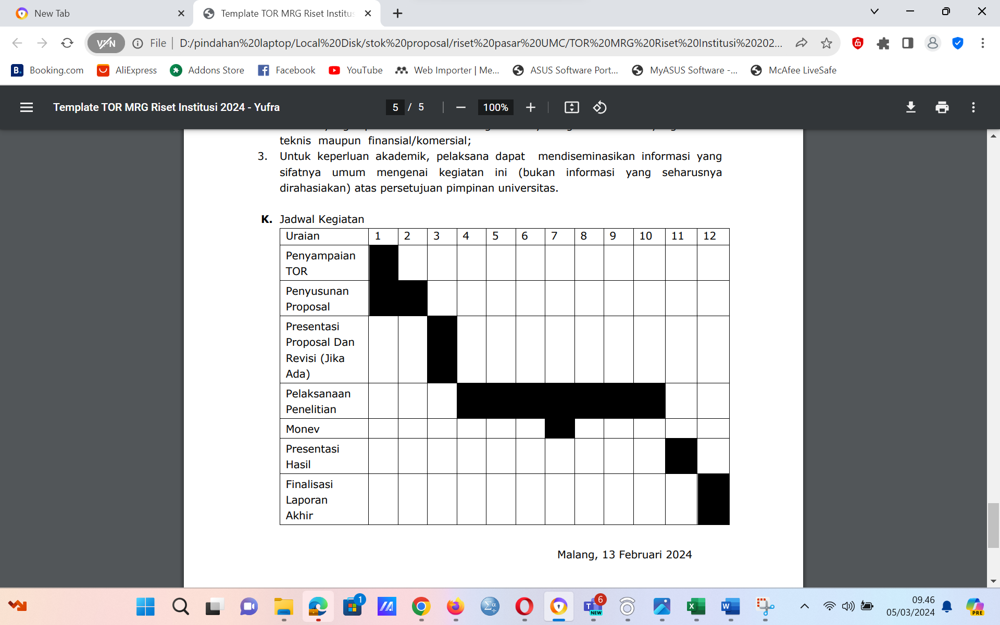 New Tab
Template TOR MRG Riset Institus
VPN
File
D:/pindahan%20laptop/Local%20Disk/stok%20proposal/riset%20pasar%20UMC/TOR%20MRG%20Riset%20Institusi%20202...
B. Booking.com
AliExpress
Addons Store
Facebook
YouTube
Web Importer | Me...
ASUS Software Port...
MyASUS Software -...
McAfee LiveSafe
Template TOR MRG Riset Institusi 2024 - Yufra
5 / 5
100%
teknis maupun finansial/komersial;
3. Untuk keperluan akademik, pelaksana dapat mendiseminasikan informasi yang
sifatnya umum mengenai kegiatan ini (bukan informasi yang seharusnya
dirahasiakan) atas persetujuan pimpinan universitas.
K. Jadwal Kegiatan
Uraian 1 2 3 4 5 6 7 8 9 10 11 12
Penyampaian
TOR
Penyusunan
Proposal
Presentasi
Proposal Dan
Revisi (Jika
Ada)
Pelaksanaan
Penelitian
Monev
Presentasi
Hasil
Finalisasi
Laporan
Akhir
Malang, 13 Februari 2024
1
6
NEW
09.46
05/03/2024
PRE